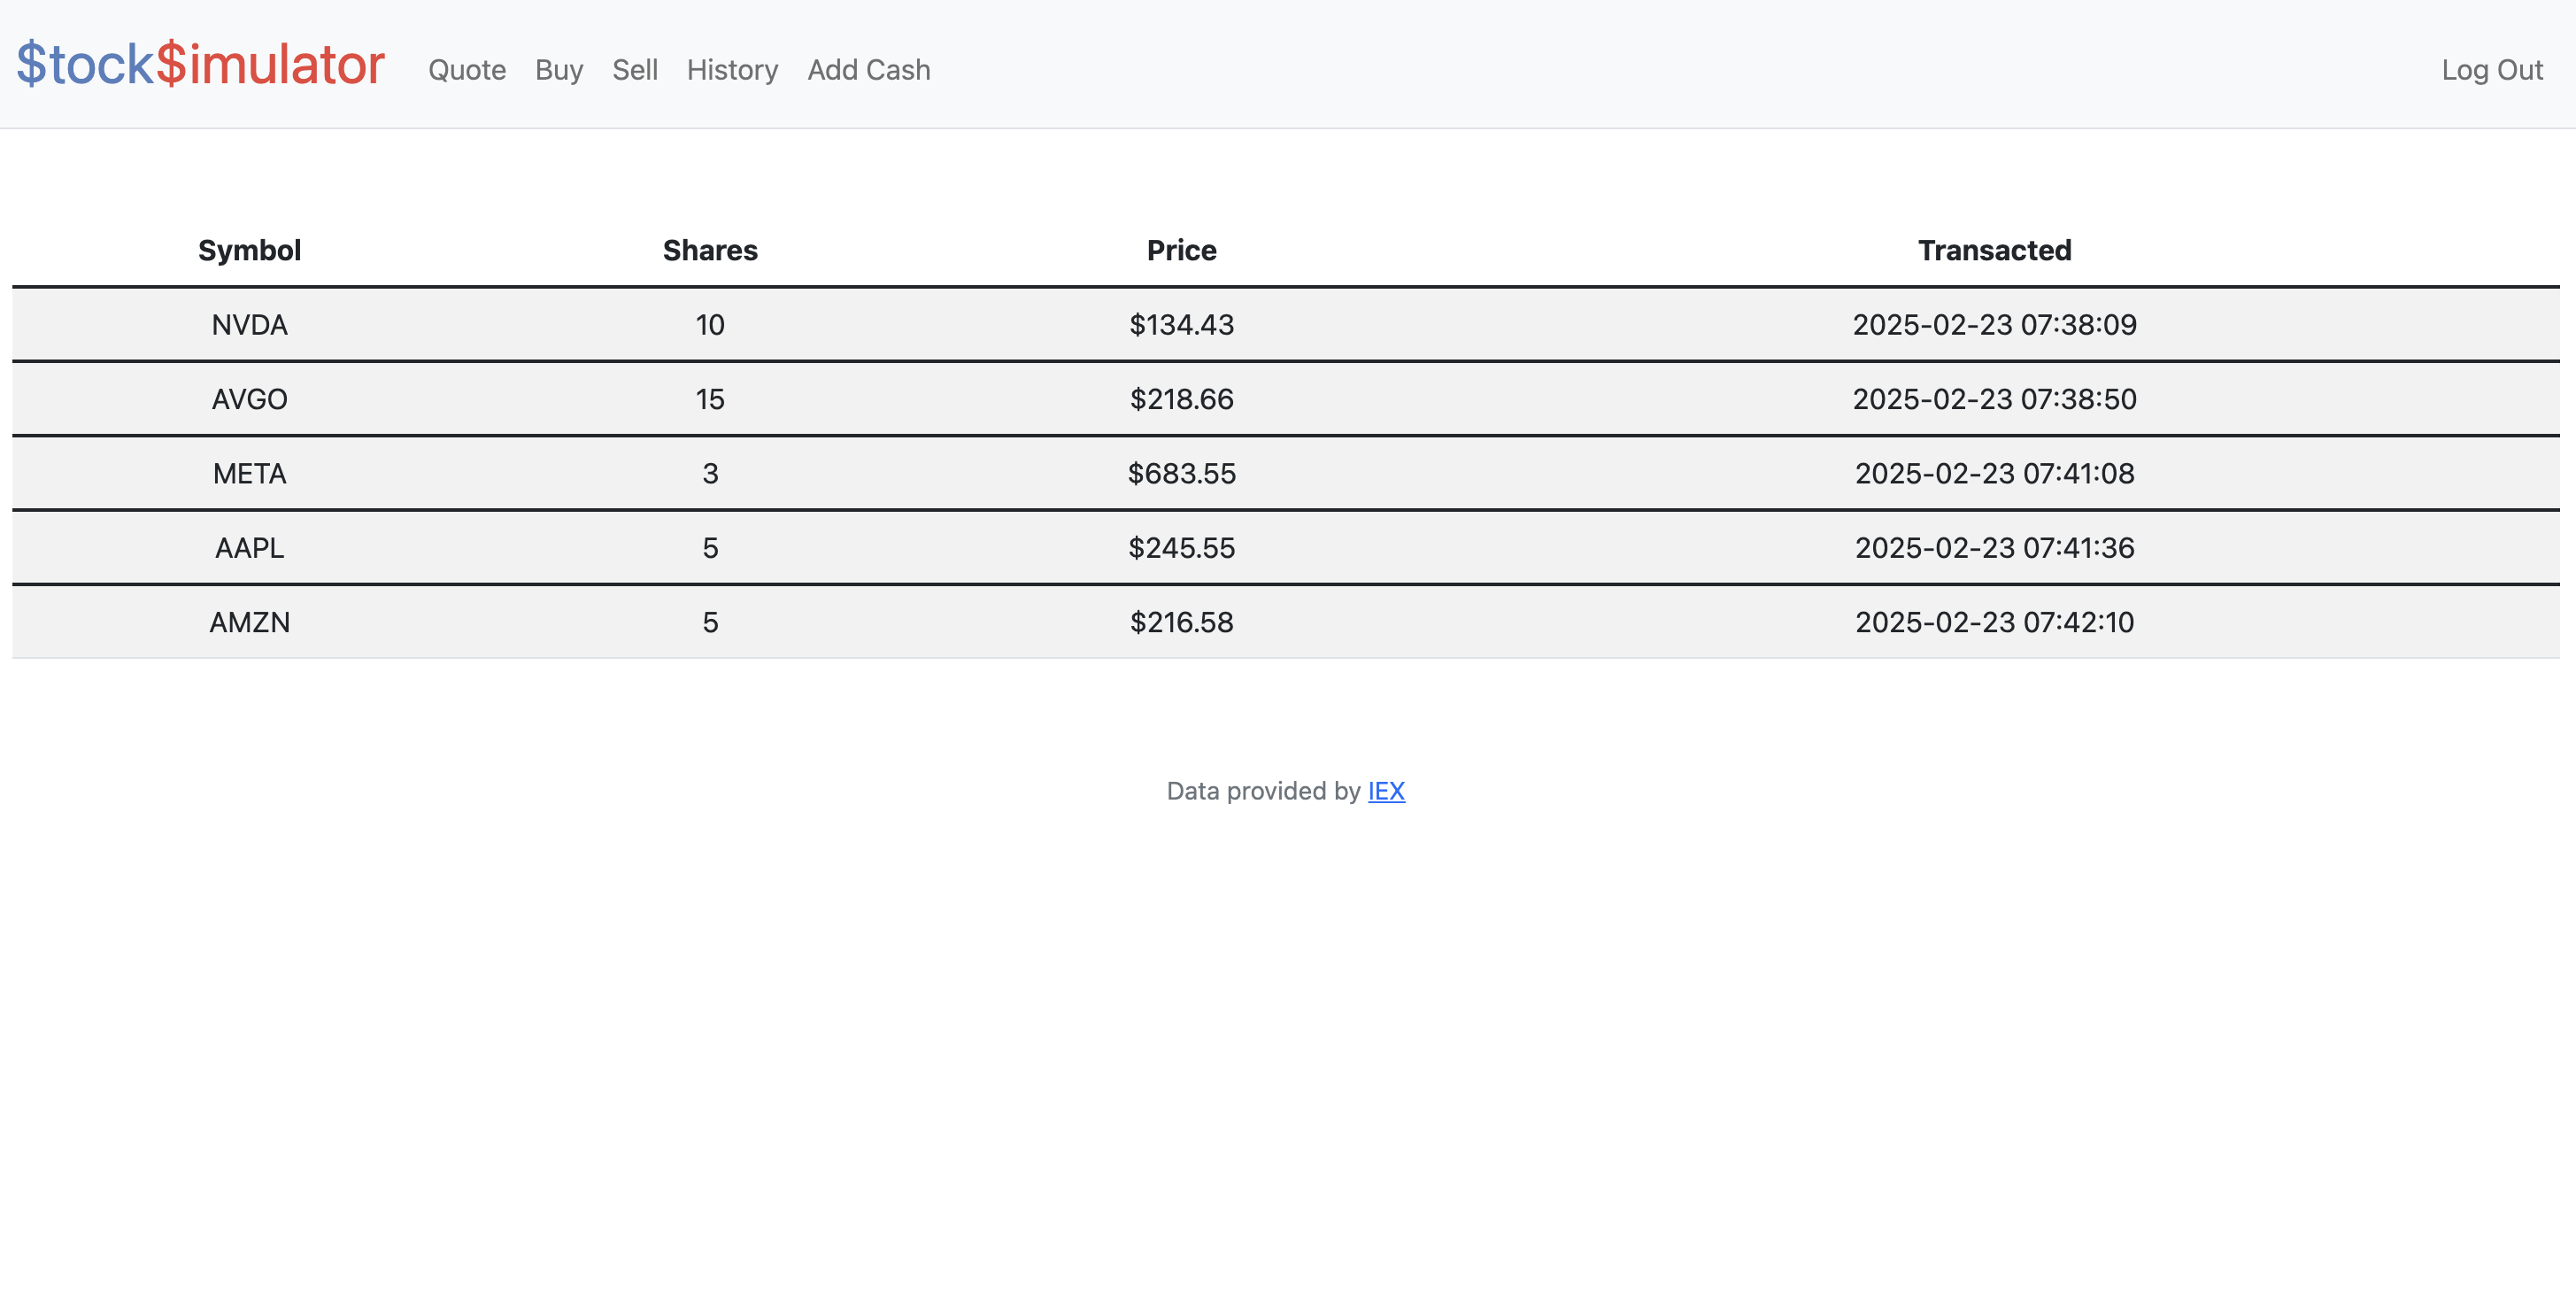 $tock$imulator Quote Buy Sell History Add Cash Log Out
Symbol Shares Price Transacted
NVDA 10 $134.43 2025-02-23 07:38:09
AVGO 15 $218.66 2025-02-23 07:38:50
META 3 $683.55 2025-02-23 07:41:08
AAPL 5 $245.55 2025-02-23 07:41:36
AMZN 5 $216.58 2025-02-23 07:42:10
Data provided by IEX